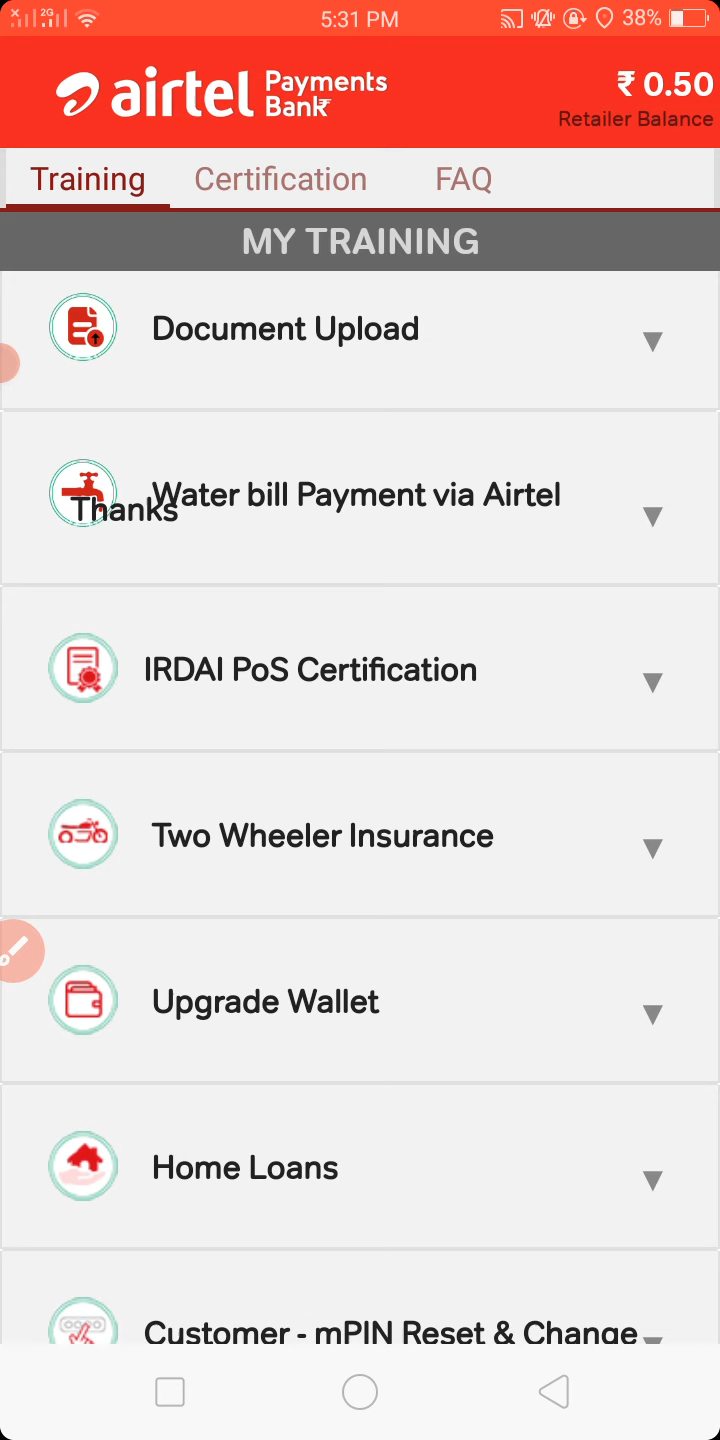 2G
5:31 PM
38%
airtel Payments Bank
₹ 0.50
Retailer Balance
Training Certification FAQ
MY TRAINING
Document Upload
Water bill Payment via Airtel
Thanks
IRDAI PoS Certification
Two Wheeler Insurance
Upgrade Wallet
Home Loans
Customer - mPIN Reset & Change